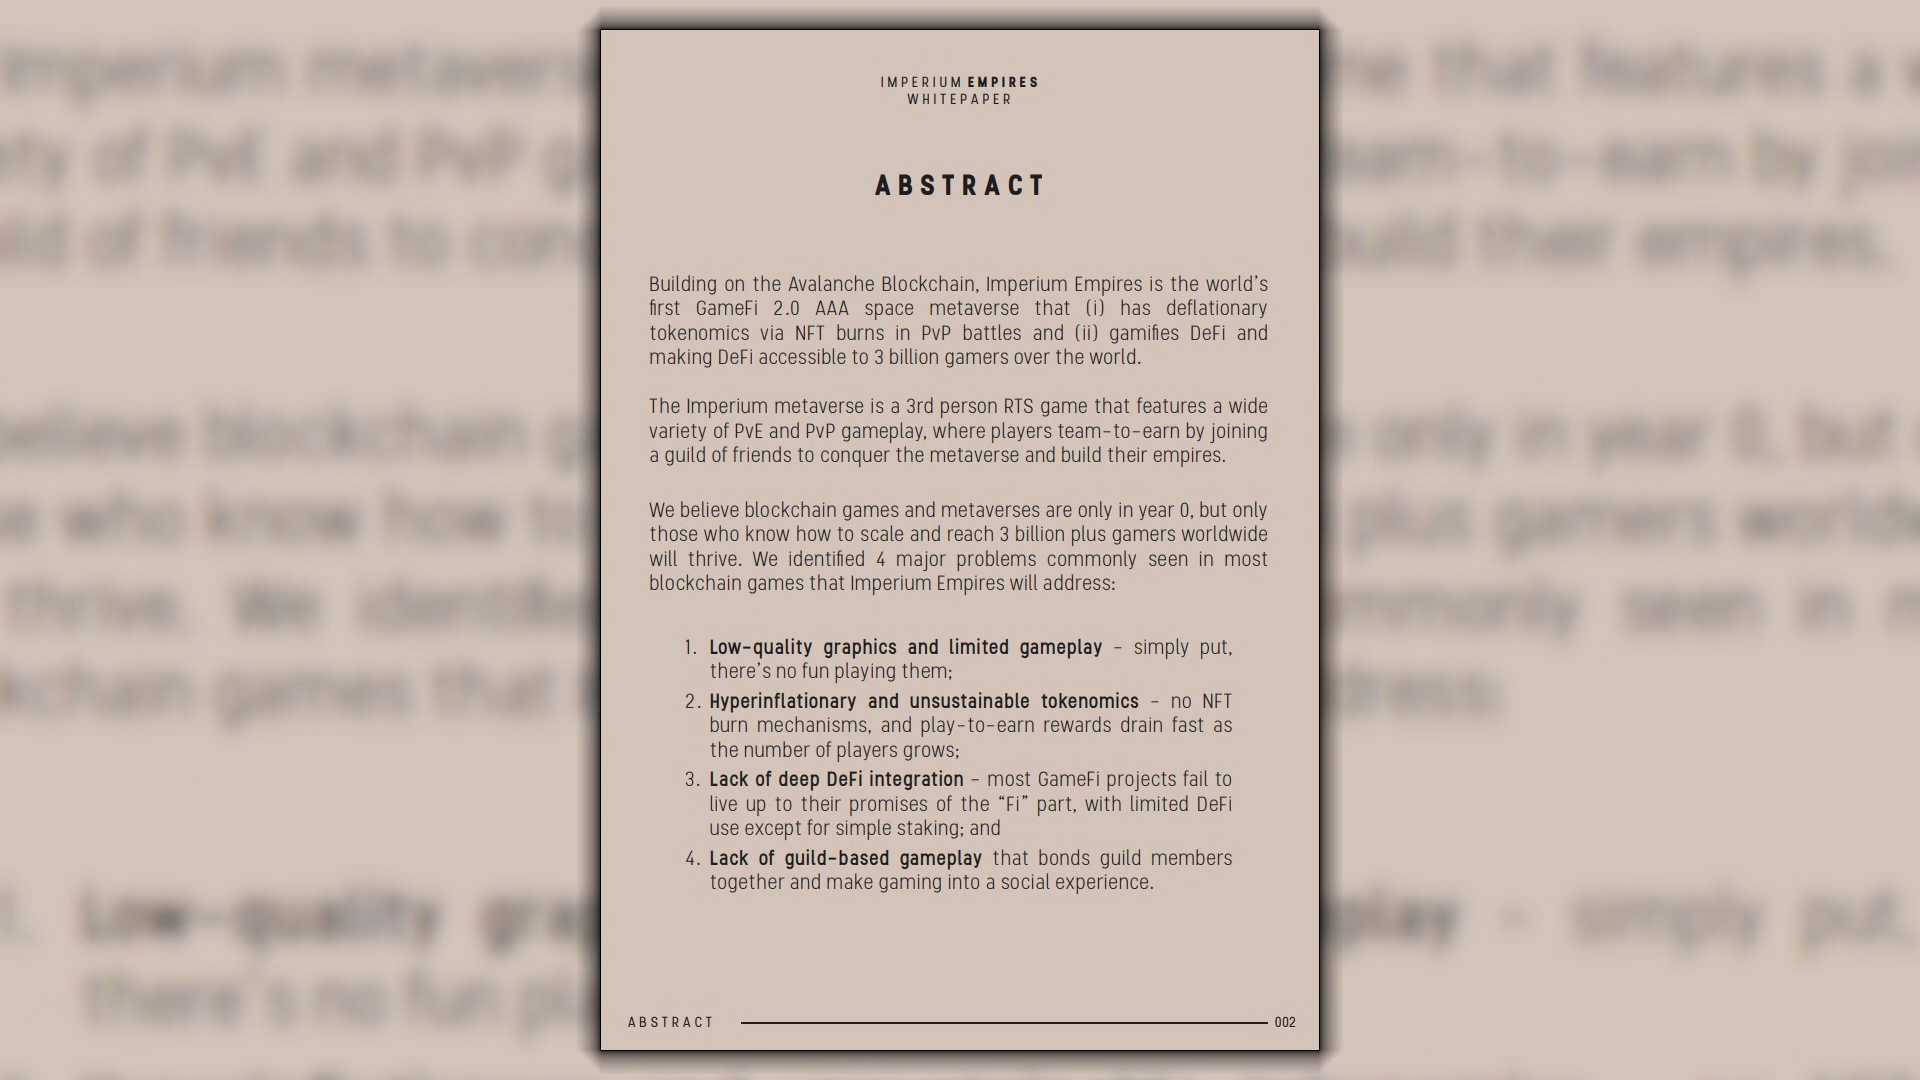 IMPERIUM EMPIRES
WHITEPAPER
ABSTRACT
Building on the Avalanche Blockchain, Imperium Empires is the world’s
first GameFi 2.0 AAA space metaverse that (i) has deflationary
tokenomics via NFT burns in PvP battles and (ii) gamifies DeFi and
making DeFi accessible to 3 billion gamers over the world.
The Imperium metaverse is a 3rd person RTS game that features a wide
variety of PvE and PvP gameplay, where players team-to-earn by joining
a guild of friends to conquer the metaverse and build their empires.
We believe blockchain games and metaverses are only in year 0, but only
those who know how to scale and reach 3 billion plus gamers worldwide
will thrive. We identified 4 major problems commonly seen in most
blockchain games that Imperium Empires will address:
1. Low-quality graphics and limited gameplay - simply put,
there’s no fun playing them;
2. Hyperinflationary and unsustainable tokenomics - no NFT
burn mechanisms, and play-to-earn rewards drain fast as
the number of players grows;
3. Lack of deep DeFi integration - most GameFi projects fail to
live up to their promises of the “Fi” part, with limited DeFi
use except for simple staking; and
4. Lack of guild-based gameplay that bonds guild members
together and make gaming into a social experience.
ABSTRACT 002